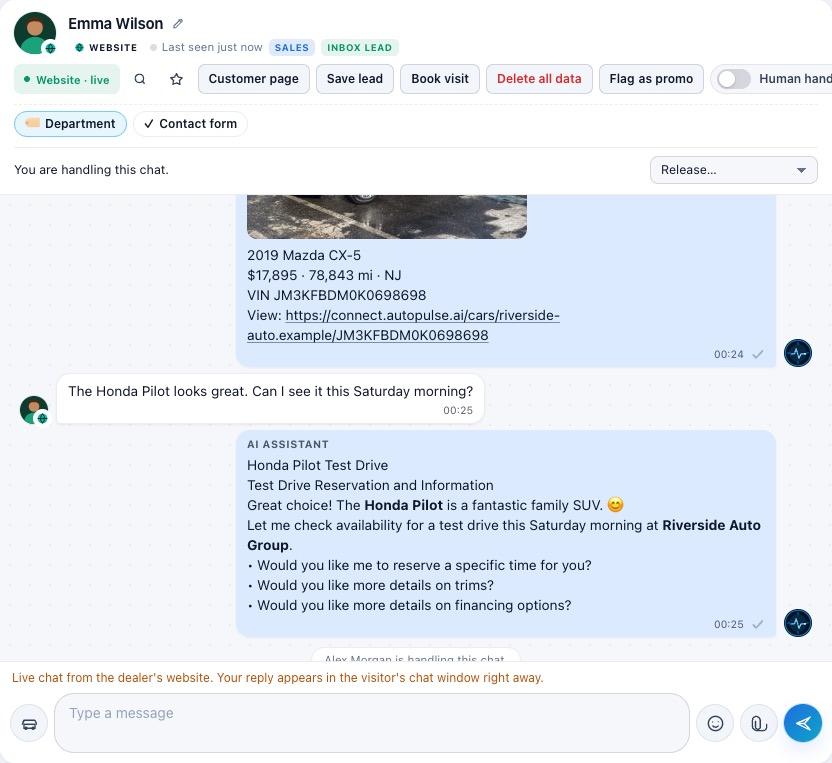 Emma Wilson
WEBSITE Last seen just now SALES INBOX LEAD
Website · live Customer page Save lead Book visit Delete all data Flag as promo Human hand
Department ✓ Contact form
You are handling this chat. Release...
2019 Mazda CX-5
$17,895 · 78,843 mi · NJ
VIN JM3KFBDM0K0698698
View: https://connect.autopulse.ai/cars/riverside-
auto.example/JM3KFBDM0K0698698
00:24
The Honda Pilot looks great. Can I see it this Saturday morning?
00:25
AI ASSISTANT
Honda Pilot Test Drive
Test Drive Reservation and Information
Great choice! The Honda Pilot is a fantastic family SUV. 😊
Let me check availability for a test drive this Saturday morning at Riverside Auto
Group.
• Would you like me to reserve a specific time for you?
• Would you like more details on trims?
• Would you like more details on financing options?
00:25
Alex Morgan is handling this chat
Live chat from the dealer's website. Your reply appears in the visitor's chat window right away.
Type a message